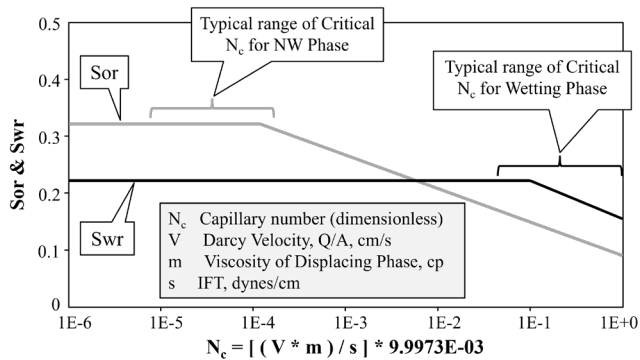 0.5
0.4
0.3
0.2
0.1
0
Sor & Swr
Typical range of Critical
Nc for NW Phase
Typical range of Critical
Nc for Wetting Phase
Sor
Swr
Nc Capillary number (dimensionless)
V Darcy Velocity, Q/A, cm/s
m Viscosity of Displacing Phase, cp
s IFT, dynes/cm
1E-6 1E-5 1E-4 1E-3 1E-2 1E-1 1E+0
Nc = [ ( V * m ) / s ] * 9.9973E-03